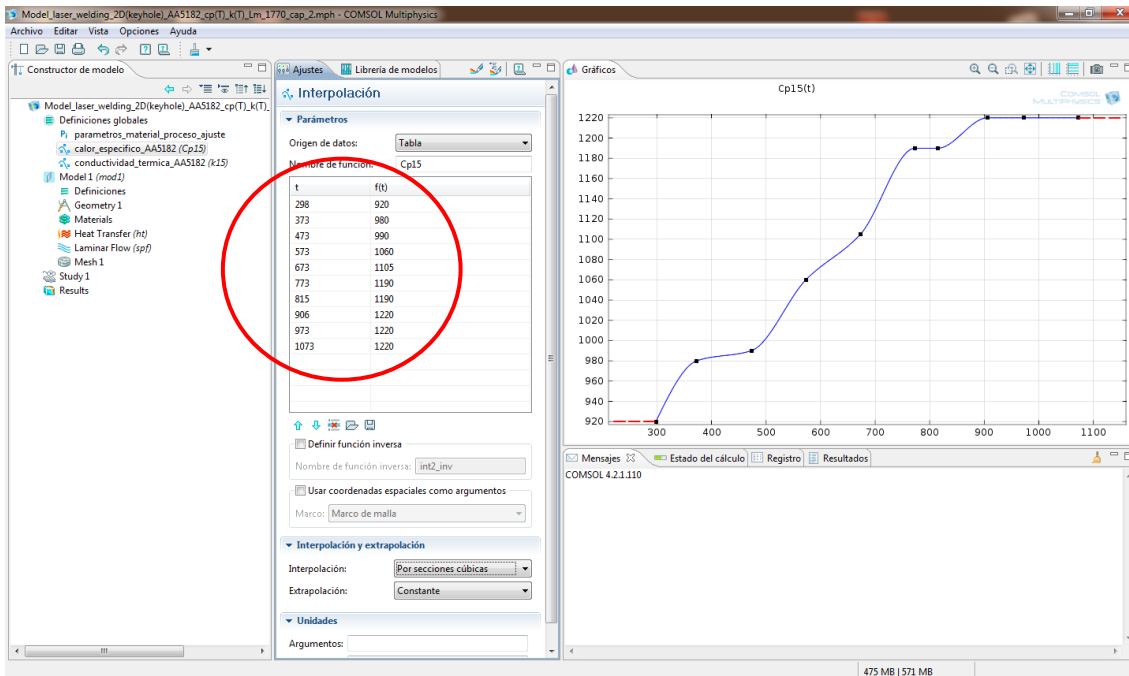 Model_laser_welding_2D(keyhole)_AA5182_cp(T)_k(T)_Lm_1770_cap_2.mph - COMSOL Multiphysics
Archivo Editar Vista Opciones Ayuda
Constructor de modelo
Model_laser_welding_2D(keyhole)_AA5182_cp(T)_k(T)_
Definiciones globales
Pi parametros_material_proceso_ajuste
calor_especifico_AA5182 (Cp15)
conductividad_termica_AA5182 (k15)
Model 1 (mod1)
Definiciones
Geometry 1
Materials
Heat Transfer (ht)
Laminar Flow (spf)
Mesh 1
Study 1
Results
Ajustes Librería de modelos
Interpolación
Parámetros
Origen de datos: Tabla
Nombre de función: Cp15
t f(t)
298 920
373 980
473 990
573 1060
673 1105
773 1190
815 1190
906 1220
973 1220
1073 1220
Definir función inversa
Nombre de función inversa: int2_inv
Usar coordenadas espaciales como argumentos
Marco: Marco de malla
Interpolación y extrapolación
Interpolación: Por secciones cúbicas
Extrapolación: Constante
Unidades
Argumentos:
Gráficos
Cp15(t)
COMSOL
MULTIPHYSICS
1220
1200
1180
1160
1140
1120
1100
1080
1060
1040
1020
1000
980
960
940
920
300 400 500 600 700 800 900 1000 1100
Mensajes Estado del cálculo Registro Resultados
COMSOL 4.2.1.110
475 MB | 571 MB